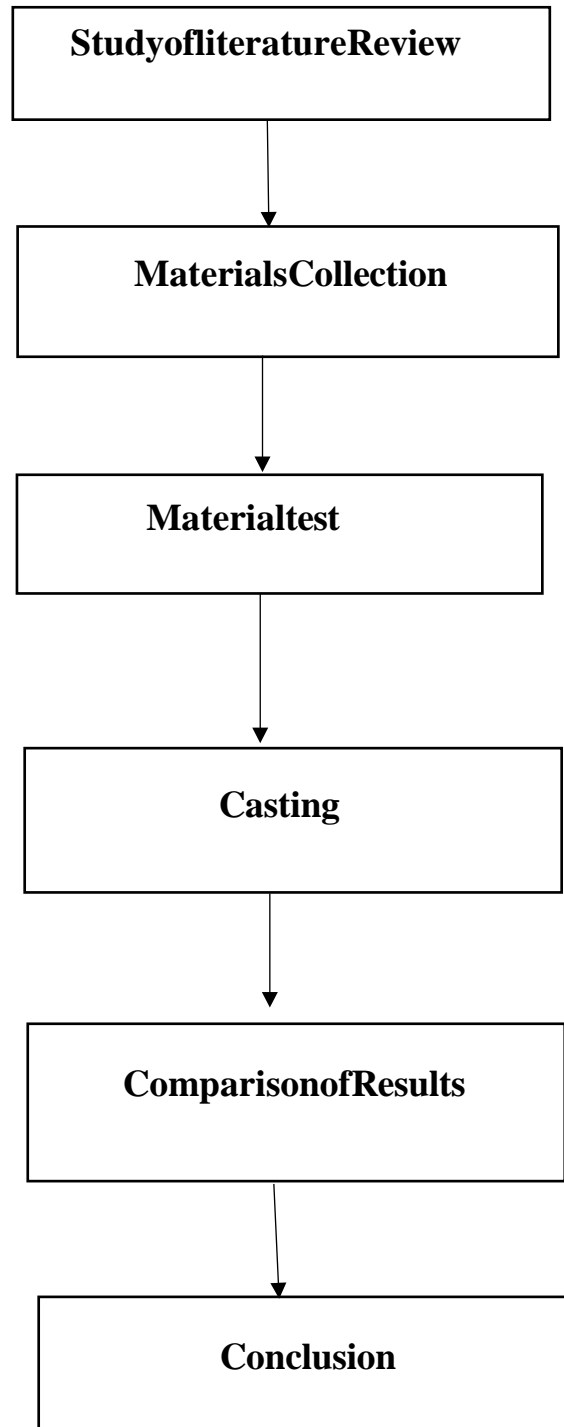 StudyofliteratureReview
MaterialsCollection
Materialtest
Casting
ComparisonofResults
Conclusion